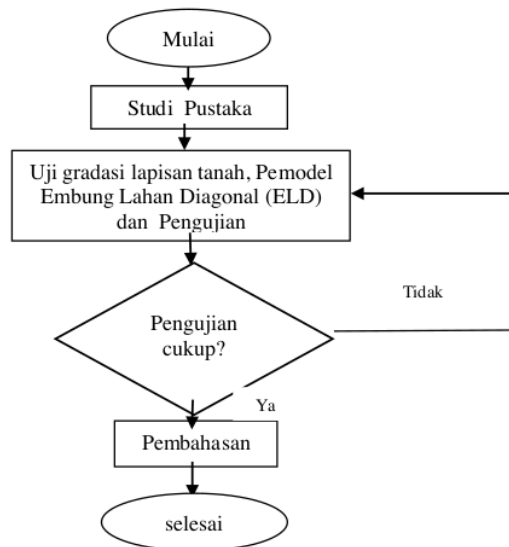 Mulai
Studi Pustaka
Uji gradasi lapisan tanah, Pemodel
Embung Lahan Diagonal (ELD)
dan Pengujian
Tidak
Pengujian
cukup?
Ya
Pembahasan
selesai